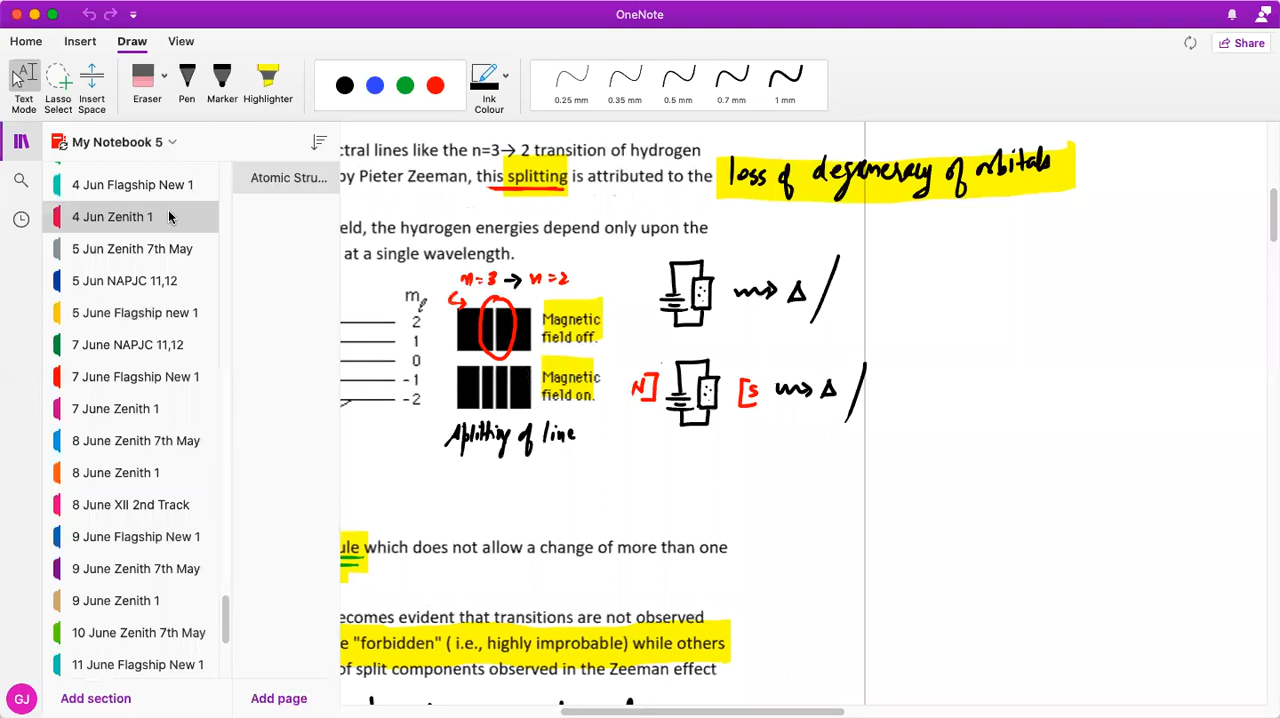 OneNote
Home Insert Draw View
Share
Text Mode
Lasso Select
Insert Space
Eraser
Pen
Marker
Highlighter
Ink Colour
0.25 mm 0.35 mm 0.5 mm 0.7 mm 1 mm
My Notebook 5
4 Jun Flagship New 1
4 Jun Zenith 1
5 Jun Zenith 7th May
5 Jun NAPJC 11,12
5 June Flagship new 1
7 June NAPJC 11,12
7 June Flagship New 1
7 June Zenith 1
8 June Zenith 7th May
8 June Zenith 1
8 June XII 2nd Track
9 June Flagship New 1
9 June Zenith 7th May
9 June Zenith 1
10 June Zenith 7th May
11 June Flagship New 1
GJ
Add section
Atomic Stru...
Add page
ctral lines like the n=3→ 2 transition of hydrogen
by Pieter Zeeman, this splitting is attributed to the
loss of degeneracy of orbitals
eld, the hydrogen energies depend only upon the
at a single wavelength.
n=3 → n=2
mℓ
2
1
0
-1
-2
Magnetic
field off.
Magnetic
field on.
Δ
N S Δ
Splitting of line
ule which does not allow a change of more than one
ecomes evident that transitions are not observed
e "forbidden" ( i.e., highly improbable) while others
of split components observed in the Zeeman effect